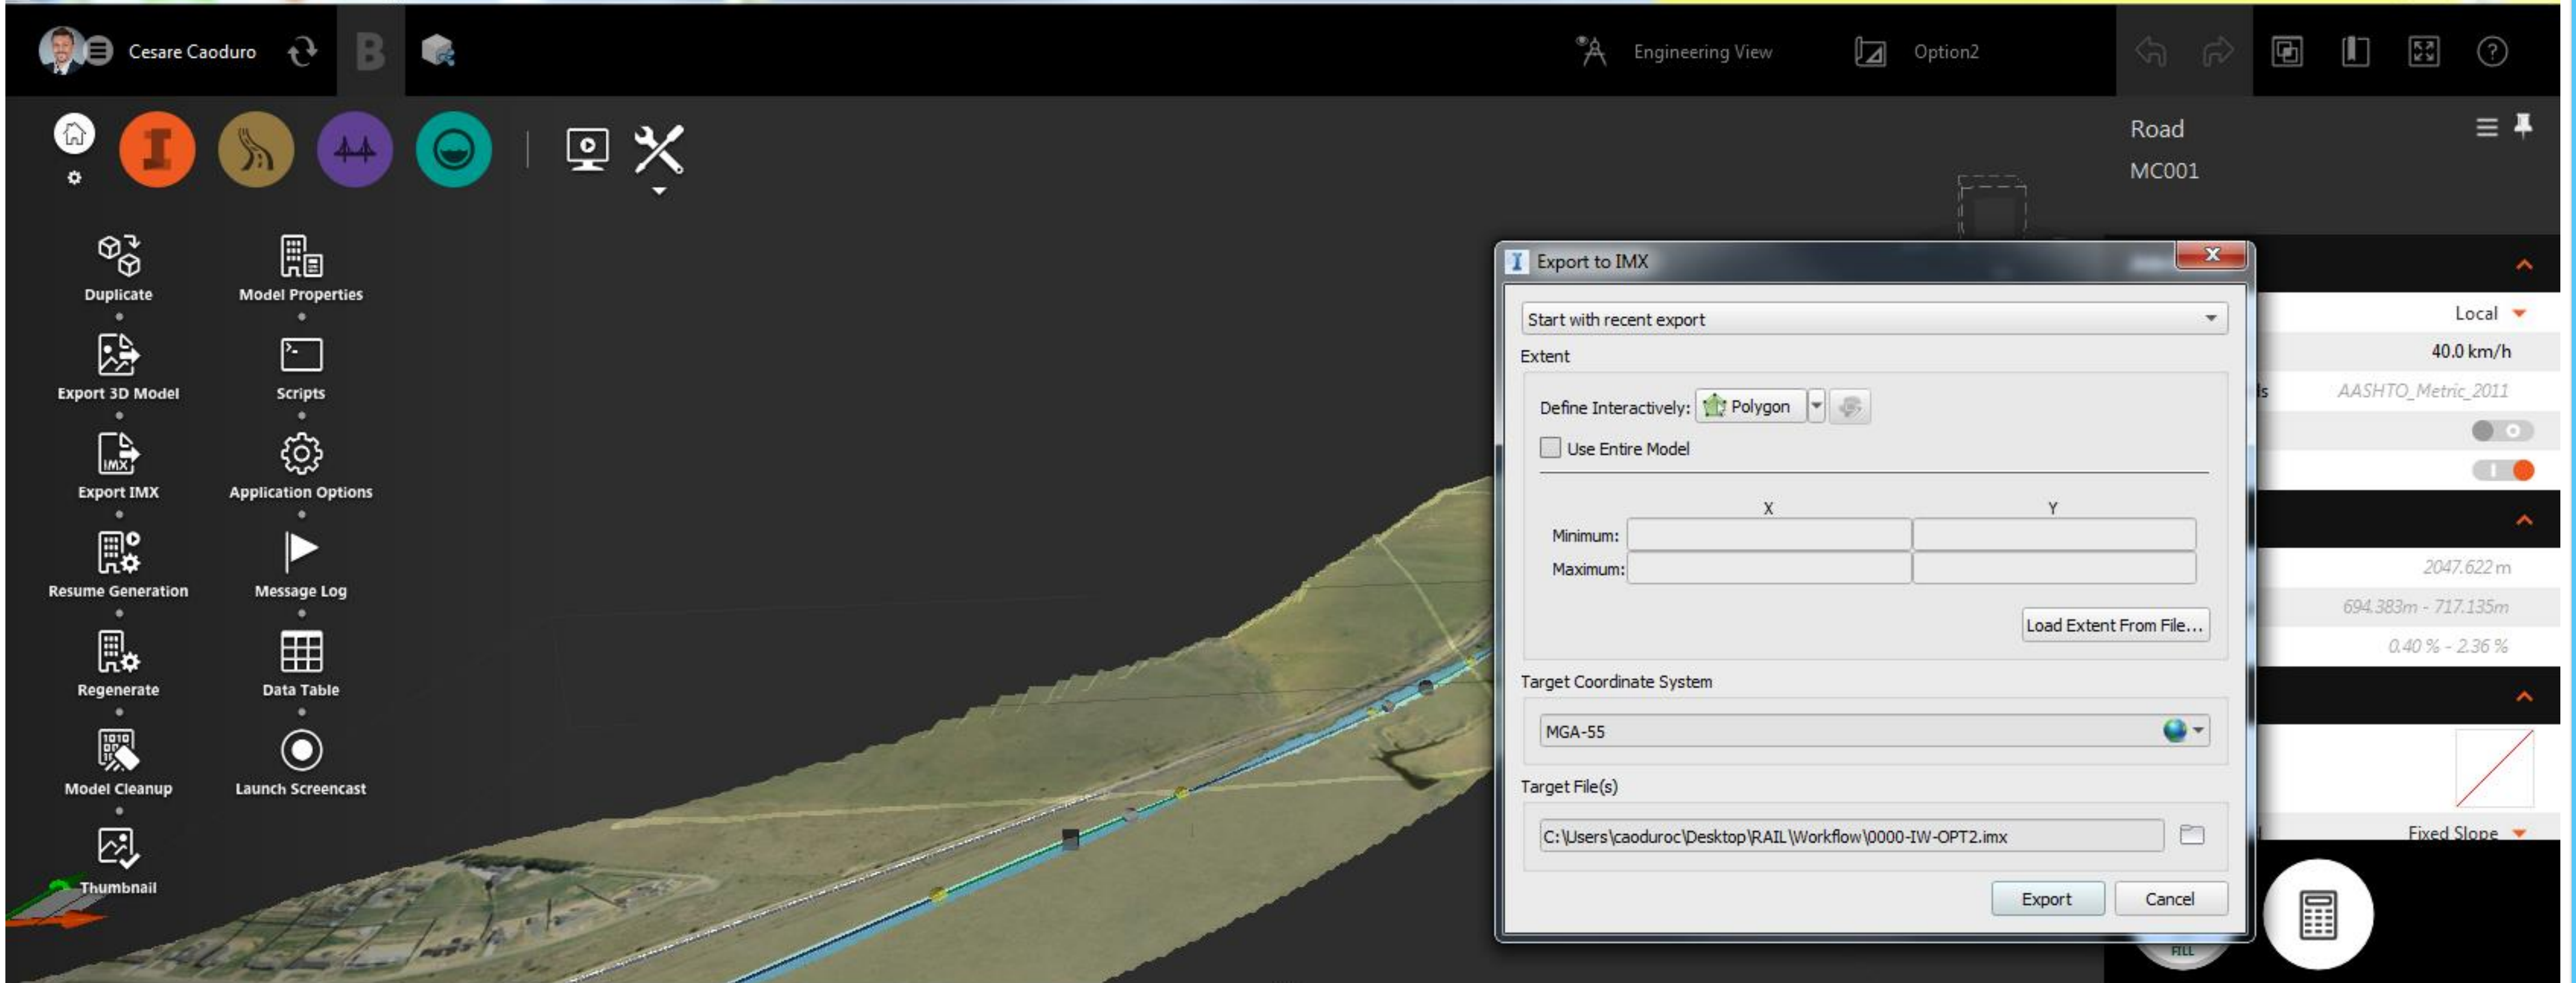 Cesare Caoduro
B
Engineering View
Option2
?
Road
MC001
Duplicate
Model Properties
Export 3D Model
Scripts
IMX
Export IMX
Application Options
Resume Generation
Message Log
Regenerate
Data Table
Model Cleanup
Launch Screencast
Thumbnail
Export to IMX
X
Start with recent export
Extent
Define Interactively: Polygon
Use Entire Model
X Y
Minimum:
Maximum:
Load Extent From File...
Target Coordinate System
MGA-55
Target File(s)
C:\Users\caoduroc\Desktop\RAIL\Workflow\0000-IW-OPT2.imx
Export Cancel
Local
40.0 km/h
ls AASHTO_Metric_2011
2047.622 m
694.383m - 717.135m
0.40 % - 2.36 %
Fixed Slope
FILL